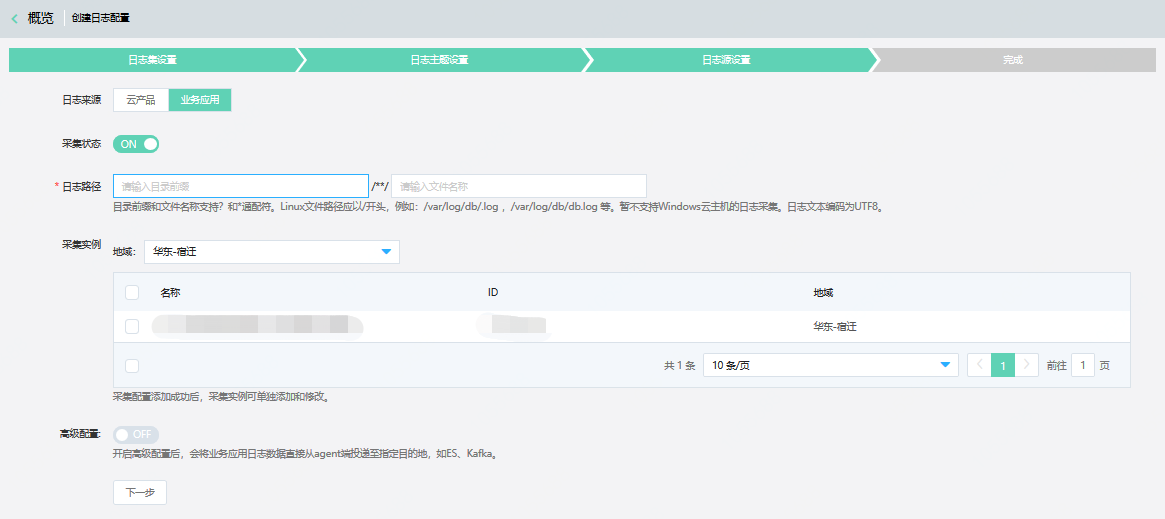 概览 创建日志配置
日志集设置 日志主题设置 日志源设置 完成
日志来源 云产品 业务应用
采集状态 ON
* 日志路径 请输入目录前缀 /**/ 请输入文件名称
目录前缀和文件名称支持？和*通配符。Linux文件路径应以/开头，例如：/var/log/db/.log ，/var/log/db/db.log 等。暂不支持Windows云主机的日志采集。日志文本编码为UTF8。
采集实例 地域： 华东-宿迁
名称 ID 地域
华东-宿迁
共 1 条 10 条/页 1 前往 1 页
采集配置添加成功后，采集实例可单独添加和修改。
高级配置: OFF
开启高级配置后，会将业务应用日志数据直接从agent端投递至指定目的地，如ES、Kafka。
下一步